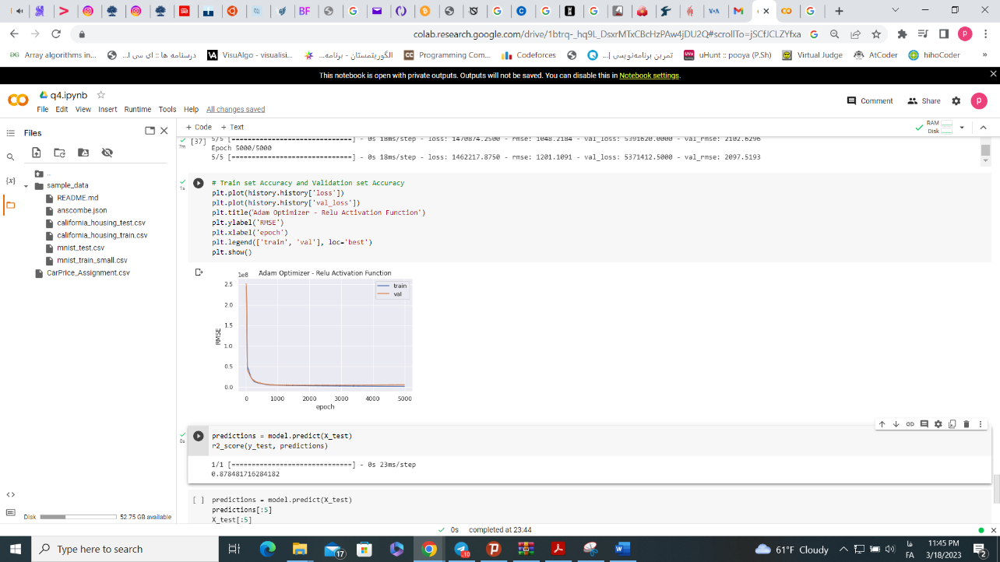 BF
VOA
colab.research.google.com/drive/1btrq-_hq9L_DsxrMTxCBcHzPAw4jDU2Q#scrollTo=jSCfJCLZYfxa
Array algorithms in...
درسنامه ها :: ای سی ا...
VisuAlgo - visualisi...
الگوریتمستان - برنامه...
Programming Com...
Codeforces
تمرین برنامه‌نویسی |...
uHunt :: pooya (P.Sh)
Virtual Judge
AtCoder
hihoCoder
»
This notebook is open with private outputs. Outputs will not be saved. You can disable this in Notebook settings.
q4.ipynb
File Edit View Insert Runtime Tools Help All changes saved
Comment Share P
Files
+ Code + Text
RAM
Disk
..
sample_data
README.md
anscombe.json
california_housing_test.csv
california_housing_train.csv
mnist_test.csv
mnist_train_small.csv
CarPrice_Assignment.csv
Disk 52.75 GB available
7m [37] 5/5 [==============================] - 0s 18ms/step - loss: 1470874.2500 - rmse: 1048.2184 - val_loss: 5391620.0000 - val_rmse: 2102.6296
Epoch 5000/5000
5/5 [==============================] - 0s 18ms/step - loss: 1462217.8750 - rmse: 1201.1091 - val_loss: 5371412.5000 - val_rmse: 2097.5193
1s
# Train set Accuracy and Validation set Accuracy
plt.plot(history.history['loss'])
plt.plot(history.history['val_loss'])
plt.title('Adam Optimizer - Relu Activation Function')
plt.ylabel('RMSE')
plt.xlabel('epoch')
plt.legend(['train', 'val'], loc='best')
plt.show()
1e8 Adam Optimizer - Relu Activation Function
train
val
2.5
2.0
1.5
1.0
0.5
0.0
RMSE
0 1000 2000 3000 4000 5000
epoch
0s
predictions = model.predict(X_test)
r2_score(y_test, predictions)
1/1 [==============================] - 0s 23ms/step
0.878481716284182
[ ] predictions = model.predict(X_test)
predictions[:5]
X_test[:5]
0s completed at 23:44
Type here to search
17
10
61°F Cloudy
فا
FA
11:45 PM
3/18/2023
2